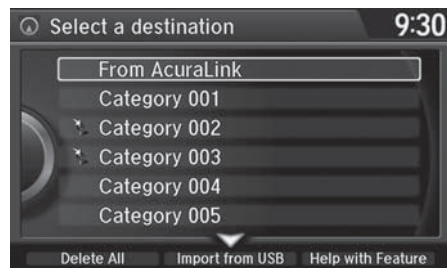 Select a destination 9:30
From AcuraLink
Category 001
Category 002
Category 003
Category 004
Category 005
Delete All Import from USB Help with Feature